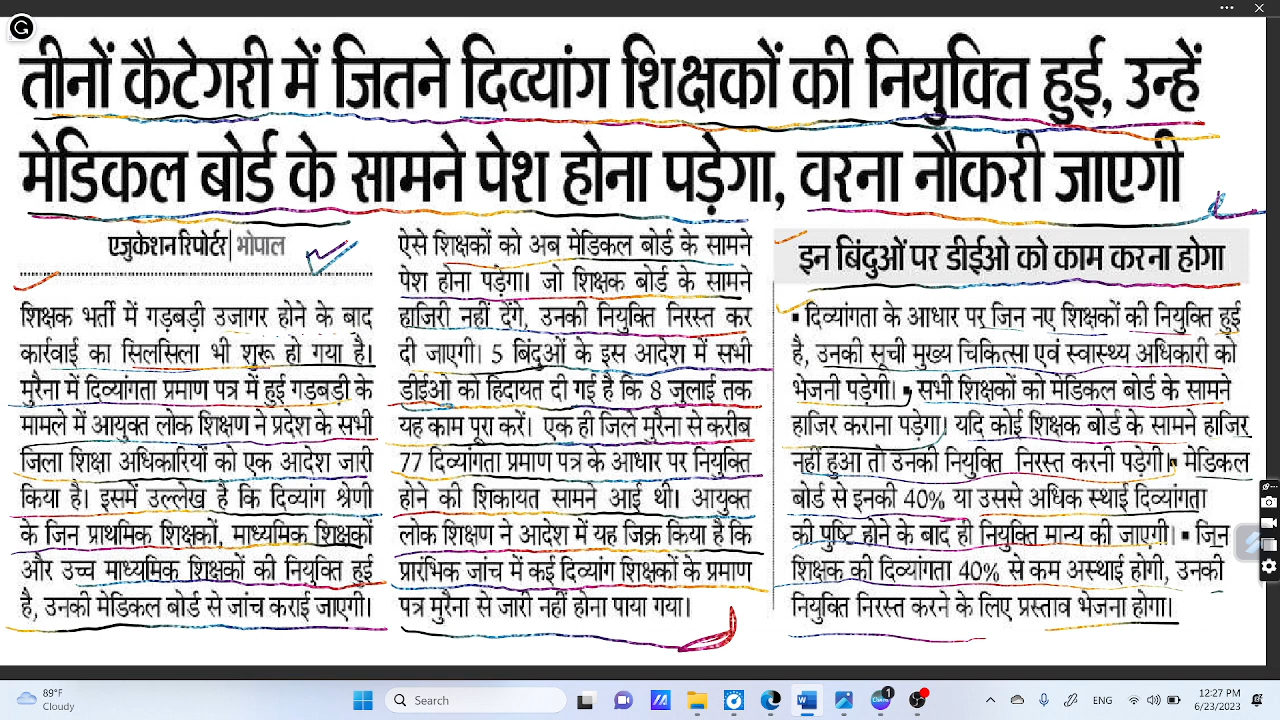 तीनों कैटेगरी में जितने दिव्यांग शिक्षकों की नियुक्ति हुई, उन्हें
मेडिकल बोर्ड के सामने पेश होना पड़ेगा, वरना नौकरी जाएगी
एजुकेशन रिपोर्टर | भोपाल
शिक्षक भर्ती में गड़बड़ी उजागर होने के बाद
कार्रवाई का सिलसिला भी शुरू हो गया है।
मुरैना में दिव्यांगता प्रमाण पत्र में हुई गड़बड़ी के
मामले में आयुक्त लोक शिक्षण ने प्रदेश के सभी
जिला शिक्षा अधिकारियों को एक आदेश जारी
किया है। इसमें उल्लेख है कि दिव्यांग श्रेणी
के जिन प्राथमिक शिक्षकों, माध्यमिक शिक्षकों
और उच्च माध्यमिक शिक्षकों की नियुक्ति हुई
है, उनकी मेडिकल बोर्ड से जांच कराई जाएगी।
ऐसे शिक्षकों को अब मेडिकल बोर्ड के सामने
पेश होना पड़ेगा। जो शिक्षक बोर्ड के सामने
हाजिरी नहीं देंगे, उनकी नियुक्ति निरस्त कर
दी जाएगी। 5 बिंदुओं के इस आदेश में सभी
डीईओ को हिदायत दी गई है कि 8 जुलाई तक
यह काम पूरा करें। एक ही जिले मुरैना से करीब
77 दिव्यांगता प्रमाण पत्र के आधार पर नियुक्ति
होने की शिकायत सामने आई थी। आयुक्त
लोक शिक्षण ने आदेश में यह जिक्र किया है कि
प्रारंभिक जांच में कई दिव्यांग शिक्षकों के प्रमाण
पत्र मुरैना से जारी नहीं होना पाया गया।
इन बिंदुओं पर डीईओ को काम करना होगा
▪ दिव्यांगता के आधार पर जिन नए शिक्षकों की नियुक्ति हुई
है, उनकी सूची मुख्य चिकित्सा एवं स्वास्थ्य अधिकारी को
भेजनी पड़ेगी। ▪ सभी शिक्षकों को मेडिकल बोर्ड के सामने
हाजिर कराना पड़ेगा। यदि कोई शिक्षक बोर्ड के सामने हाजिर
नहीं हुआ तो उनकी नियुक्ति निरस्त करनी पड़ेगी। ▪ मेडिकल
बोर्ड से इनकी 40% या उससे अधिक स्थाई दिव्यांगता
की पुष्टि होने के बाद ही नियुक्ति मान्य की जाएगी। ▪ जिन
शिक्षक की दिव्यांगता 40% से कम अस्थाई होगी, उनकी
नियुक्ति निरस्त करने के लिए प्रस्ताव भेजना होगा।
89°F
Cloudy
Search
1
ENG
12:27 PM
6/23/2023